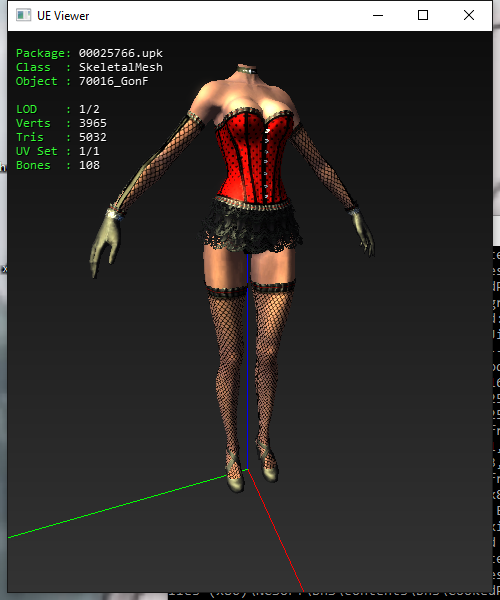 UE Viewer
Package: 00025766.upk
Class : SkeletalMesh
Object : 70016_GonF
LOD : 1/2
Verts : 3965
Tris : 5032
UV Set : 1/1
Bones : 108